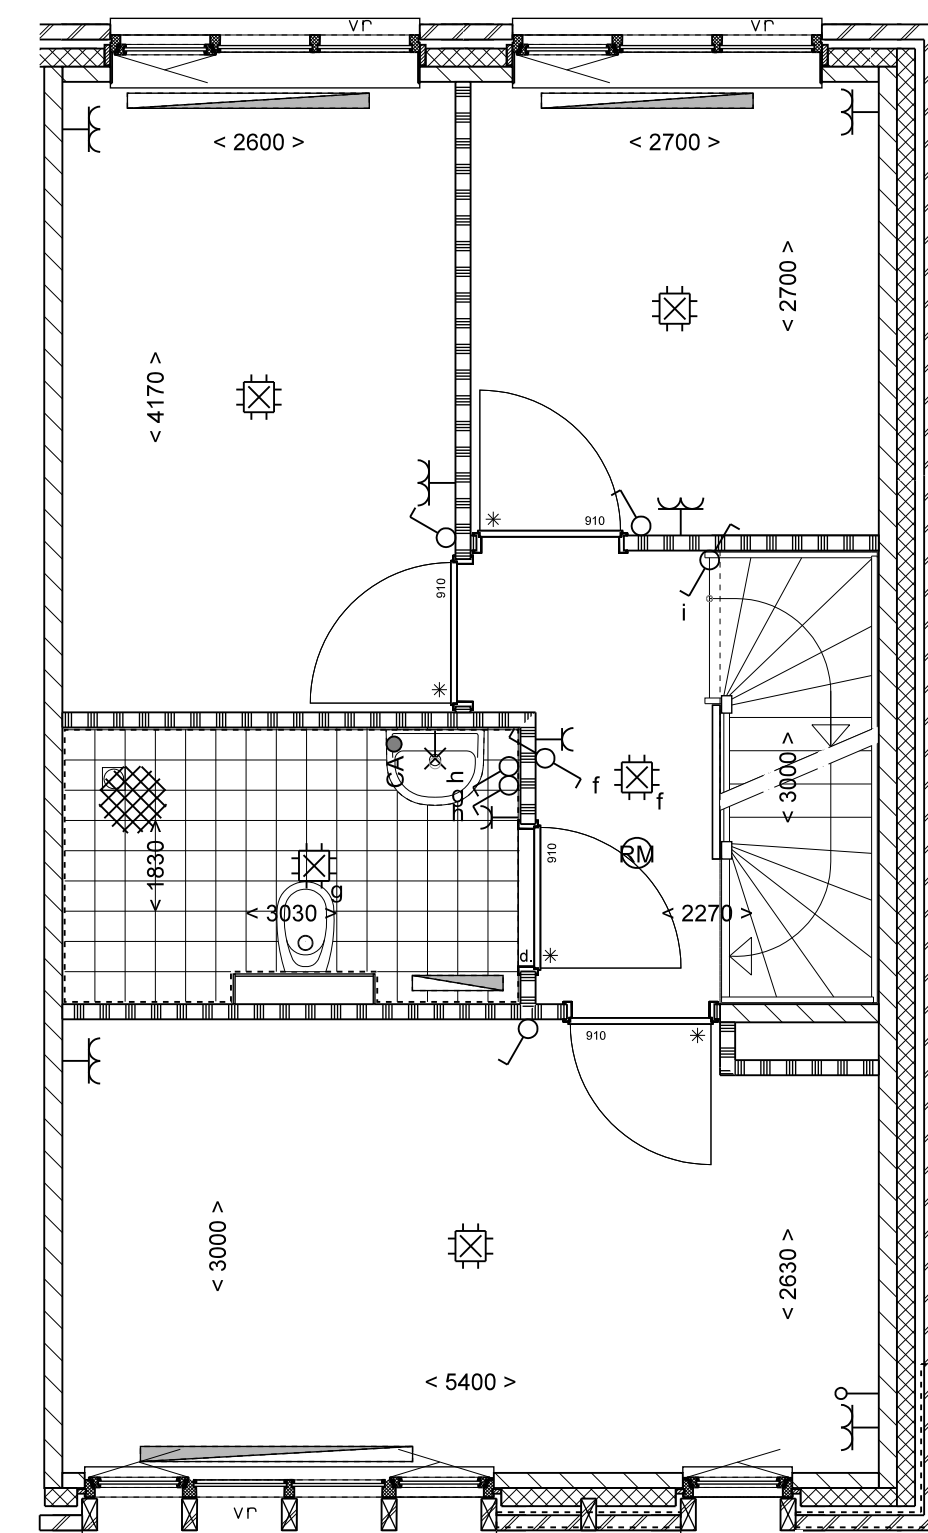 vr
vr
< 2600 >
< 2700 >
< 2700 >
< 4170 >
910
910
i
CA
h
g
h
f
f
< 3000 >
910
RM
< 1830 >
g
< 3030 >
< 2270 >
d.
910
< 3000 >
< 2630 >
< 5400 >
vr